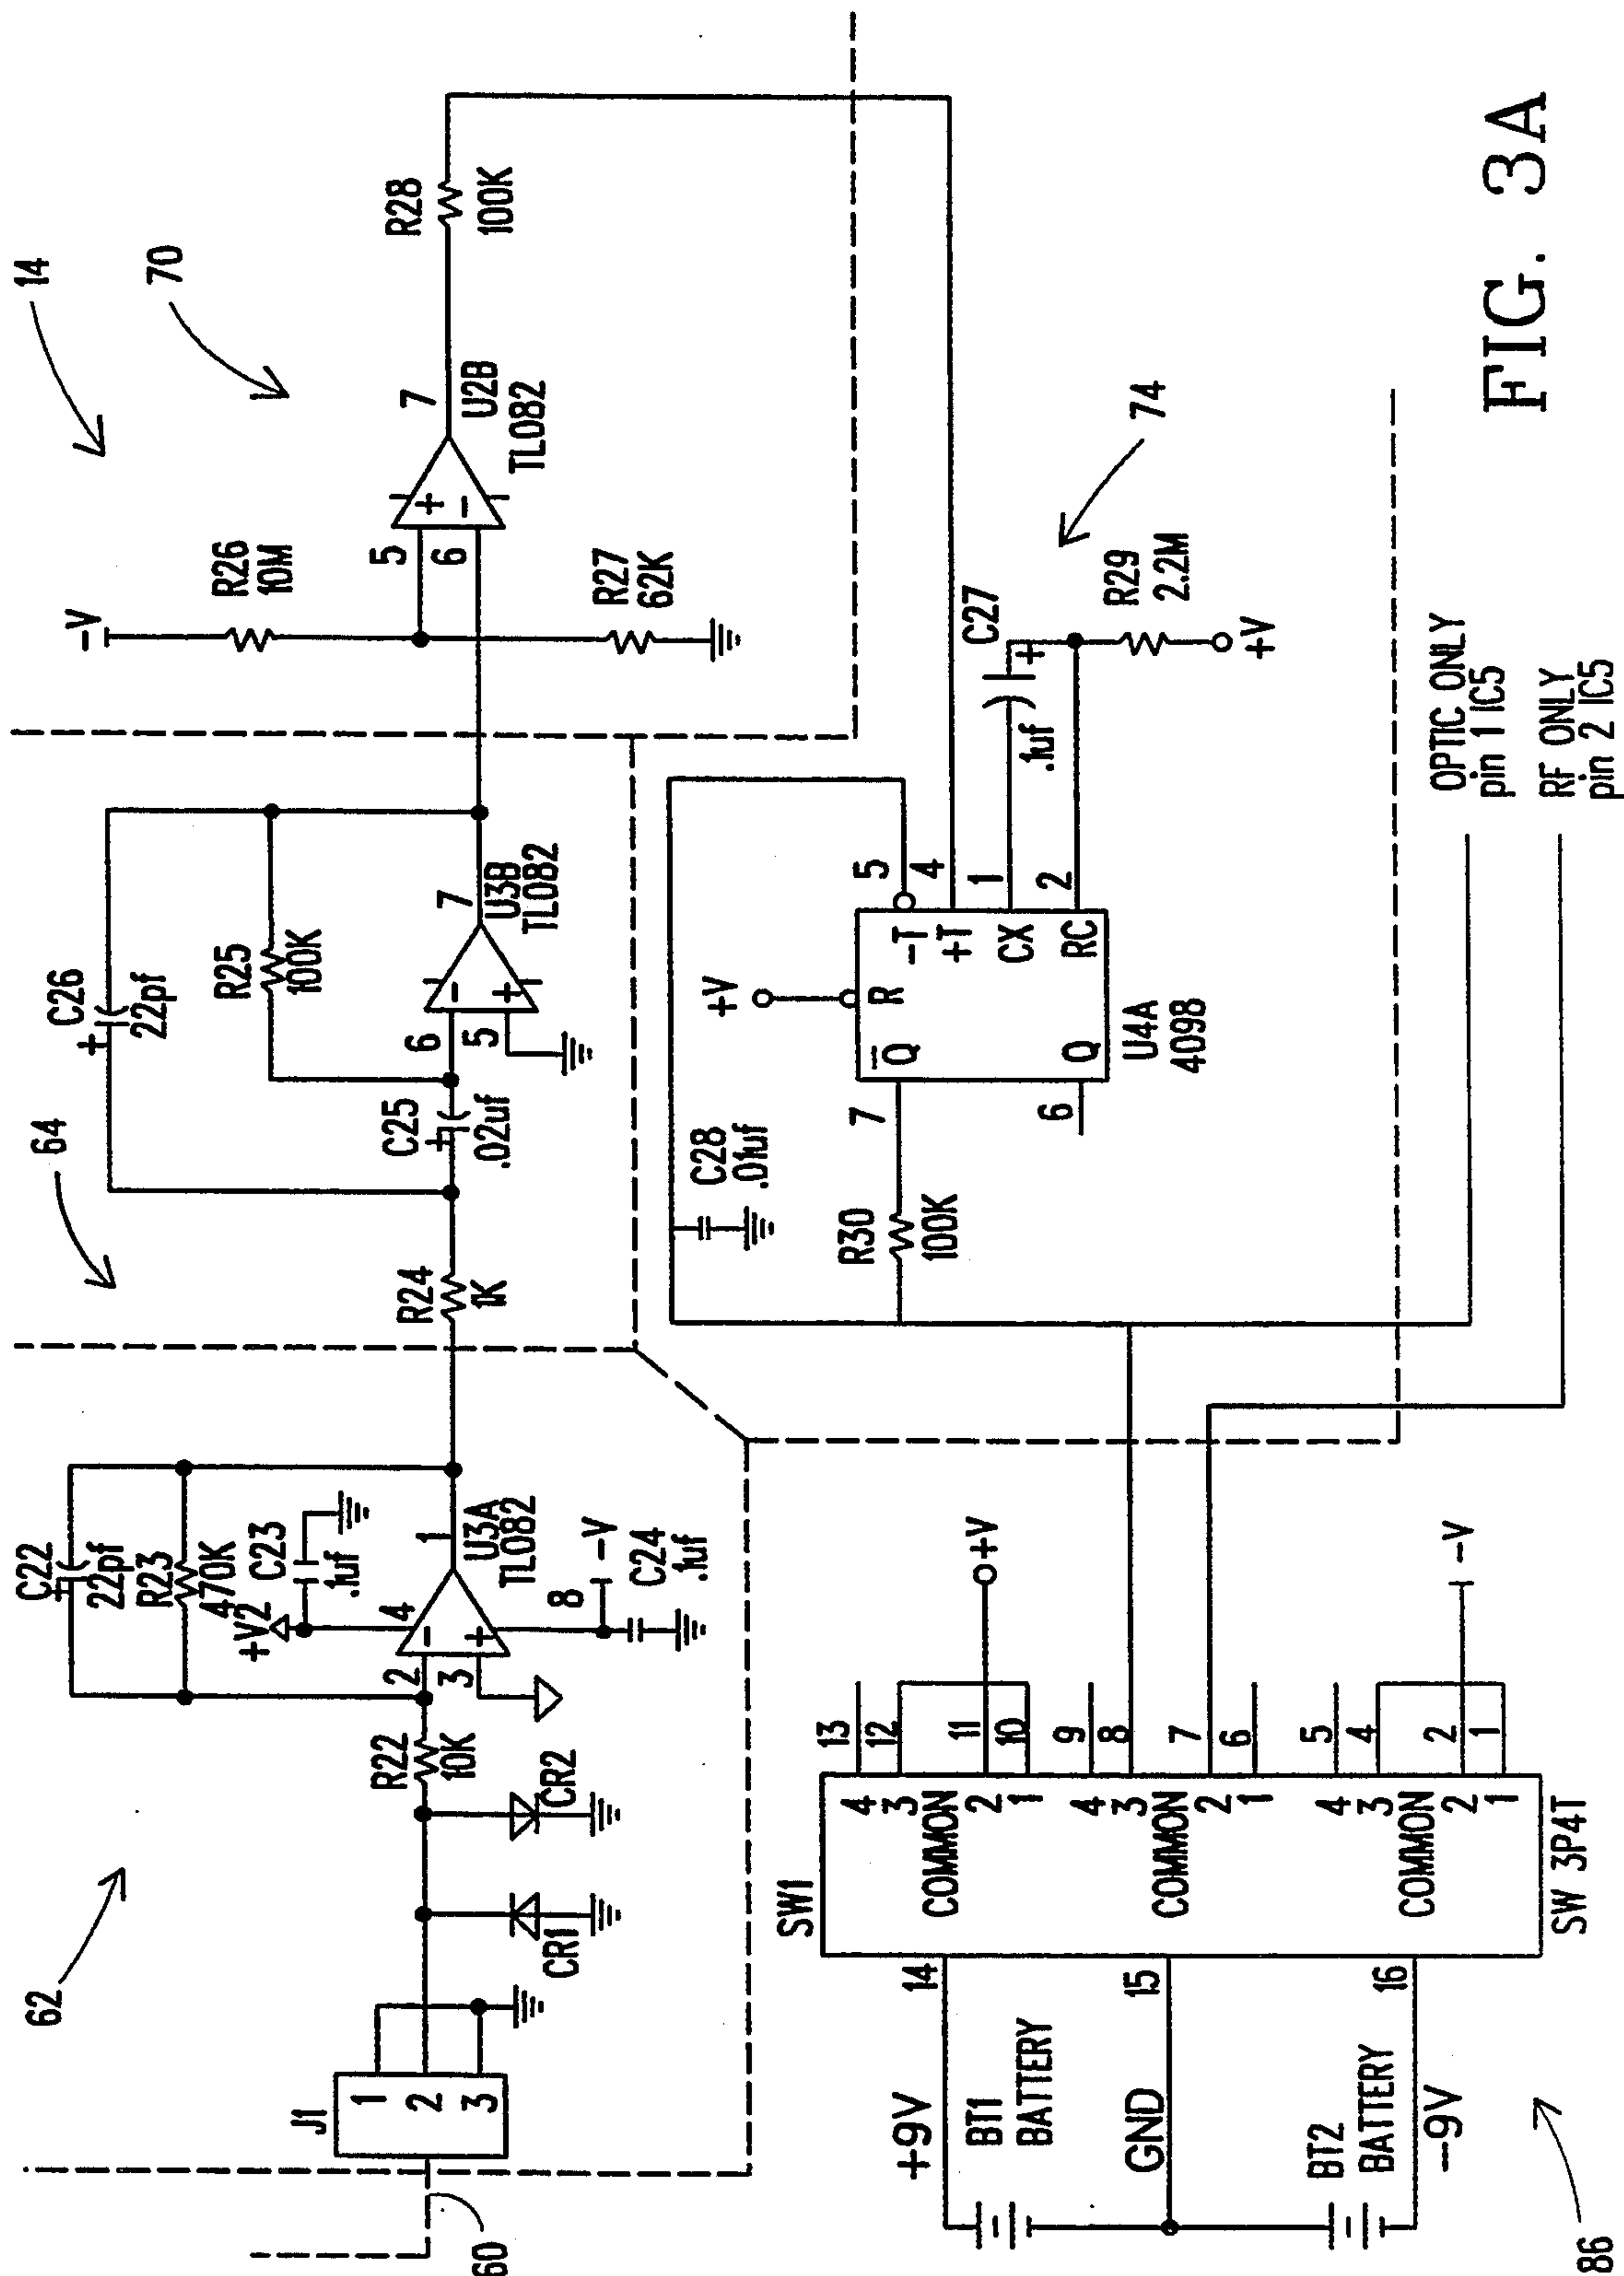 14
70
R28
100K
7
U2B
TL082
+
-
5
6
-V
R26
10M
R27
62K
64
C26
22pf
R25
100K
7
U3B
TL082
-
+
6
5
C25
+
.02uf
+
R24
1K
62
C22
+
22pf
R23
470K
C23
.1uf
+V2
4
1
U3A
TL082
-
+
2
3
8
-V
C24
.1uf
R22
10K
CR2
CR1
J1
1
2
3
60
74
C27
+
.1uf
R29
2.2M
+V
5
4
1
2
-T
+T
CX
RC
+V
R
Q
Q
U4A
4098
7
6
C28
.01uf
R30
100K
OPTIC ONLY
pin 1 IC5
RF ONLY
pin 2 IC5
+V
-V
13
12
11
10
9
8
7
6
5
4
2
1
SW1
4
3
COMMON
2
1
4
3
COMMON
2
1
4
3
COMMON
2
1
SW 3P4T
14
15
16
+9V
BT1
BATTERY
GND
BT2
BATTERY
-9V
86
FIG. 3A